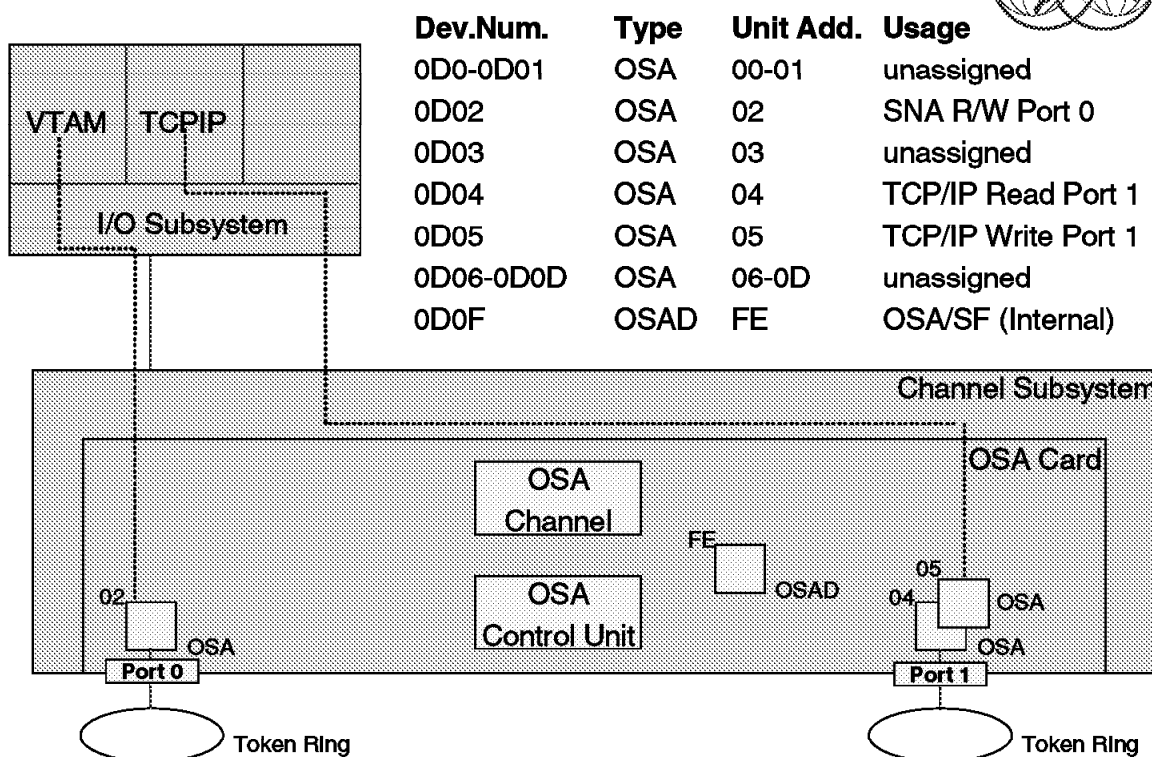 Dev.Num. Type Unit Add. Usage
0D0-0D01 OSA 00-01 unassigned
0D02 OSA 02 SNA R/W Port 0
0D03 OSA 03 unassigned
0D04 OSA 04 TCP/IP Read Port 1
0D05 OSA 05 TCP/IP Write Port 1
0D06-0D0D OSA 06-0D unassigned
0D0F OSAD FE OSA/SF (Internal)
VTAM TCPIP
I/O Subsystem
Channel Subsystem
OSA Card
OSA
Channel
FE
OSAD
OSA
Control Unit
02
OSA
Port 0
05
OSA
04
OSA
Port 1
Token Ring
Token Ring